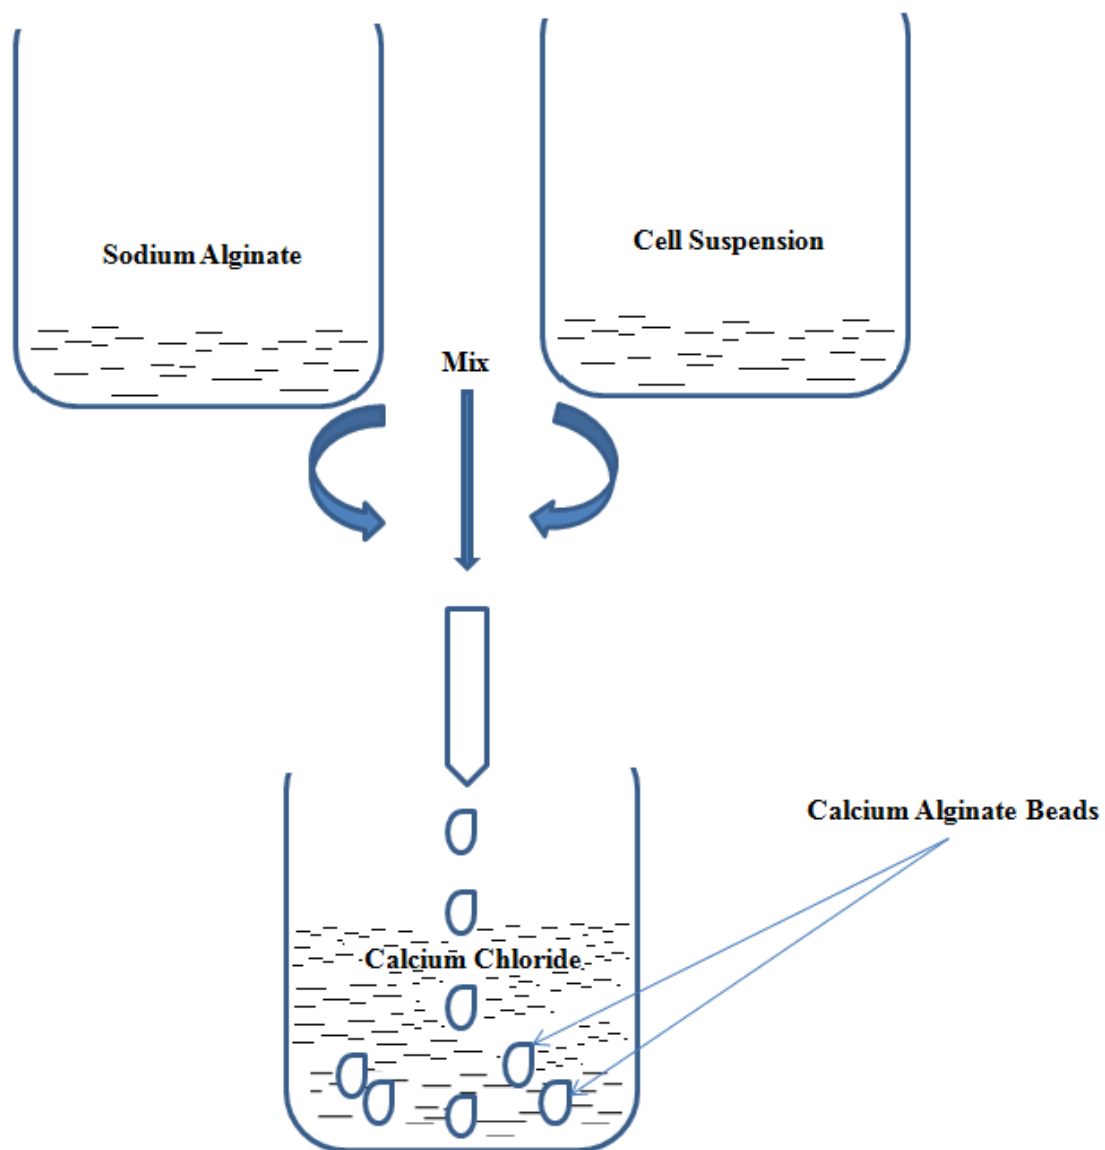 Sodium Alginate
Cell Suspension
Mix
Calcium Alginate Beads
Calcium Chloride